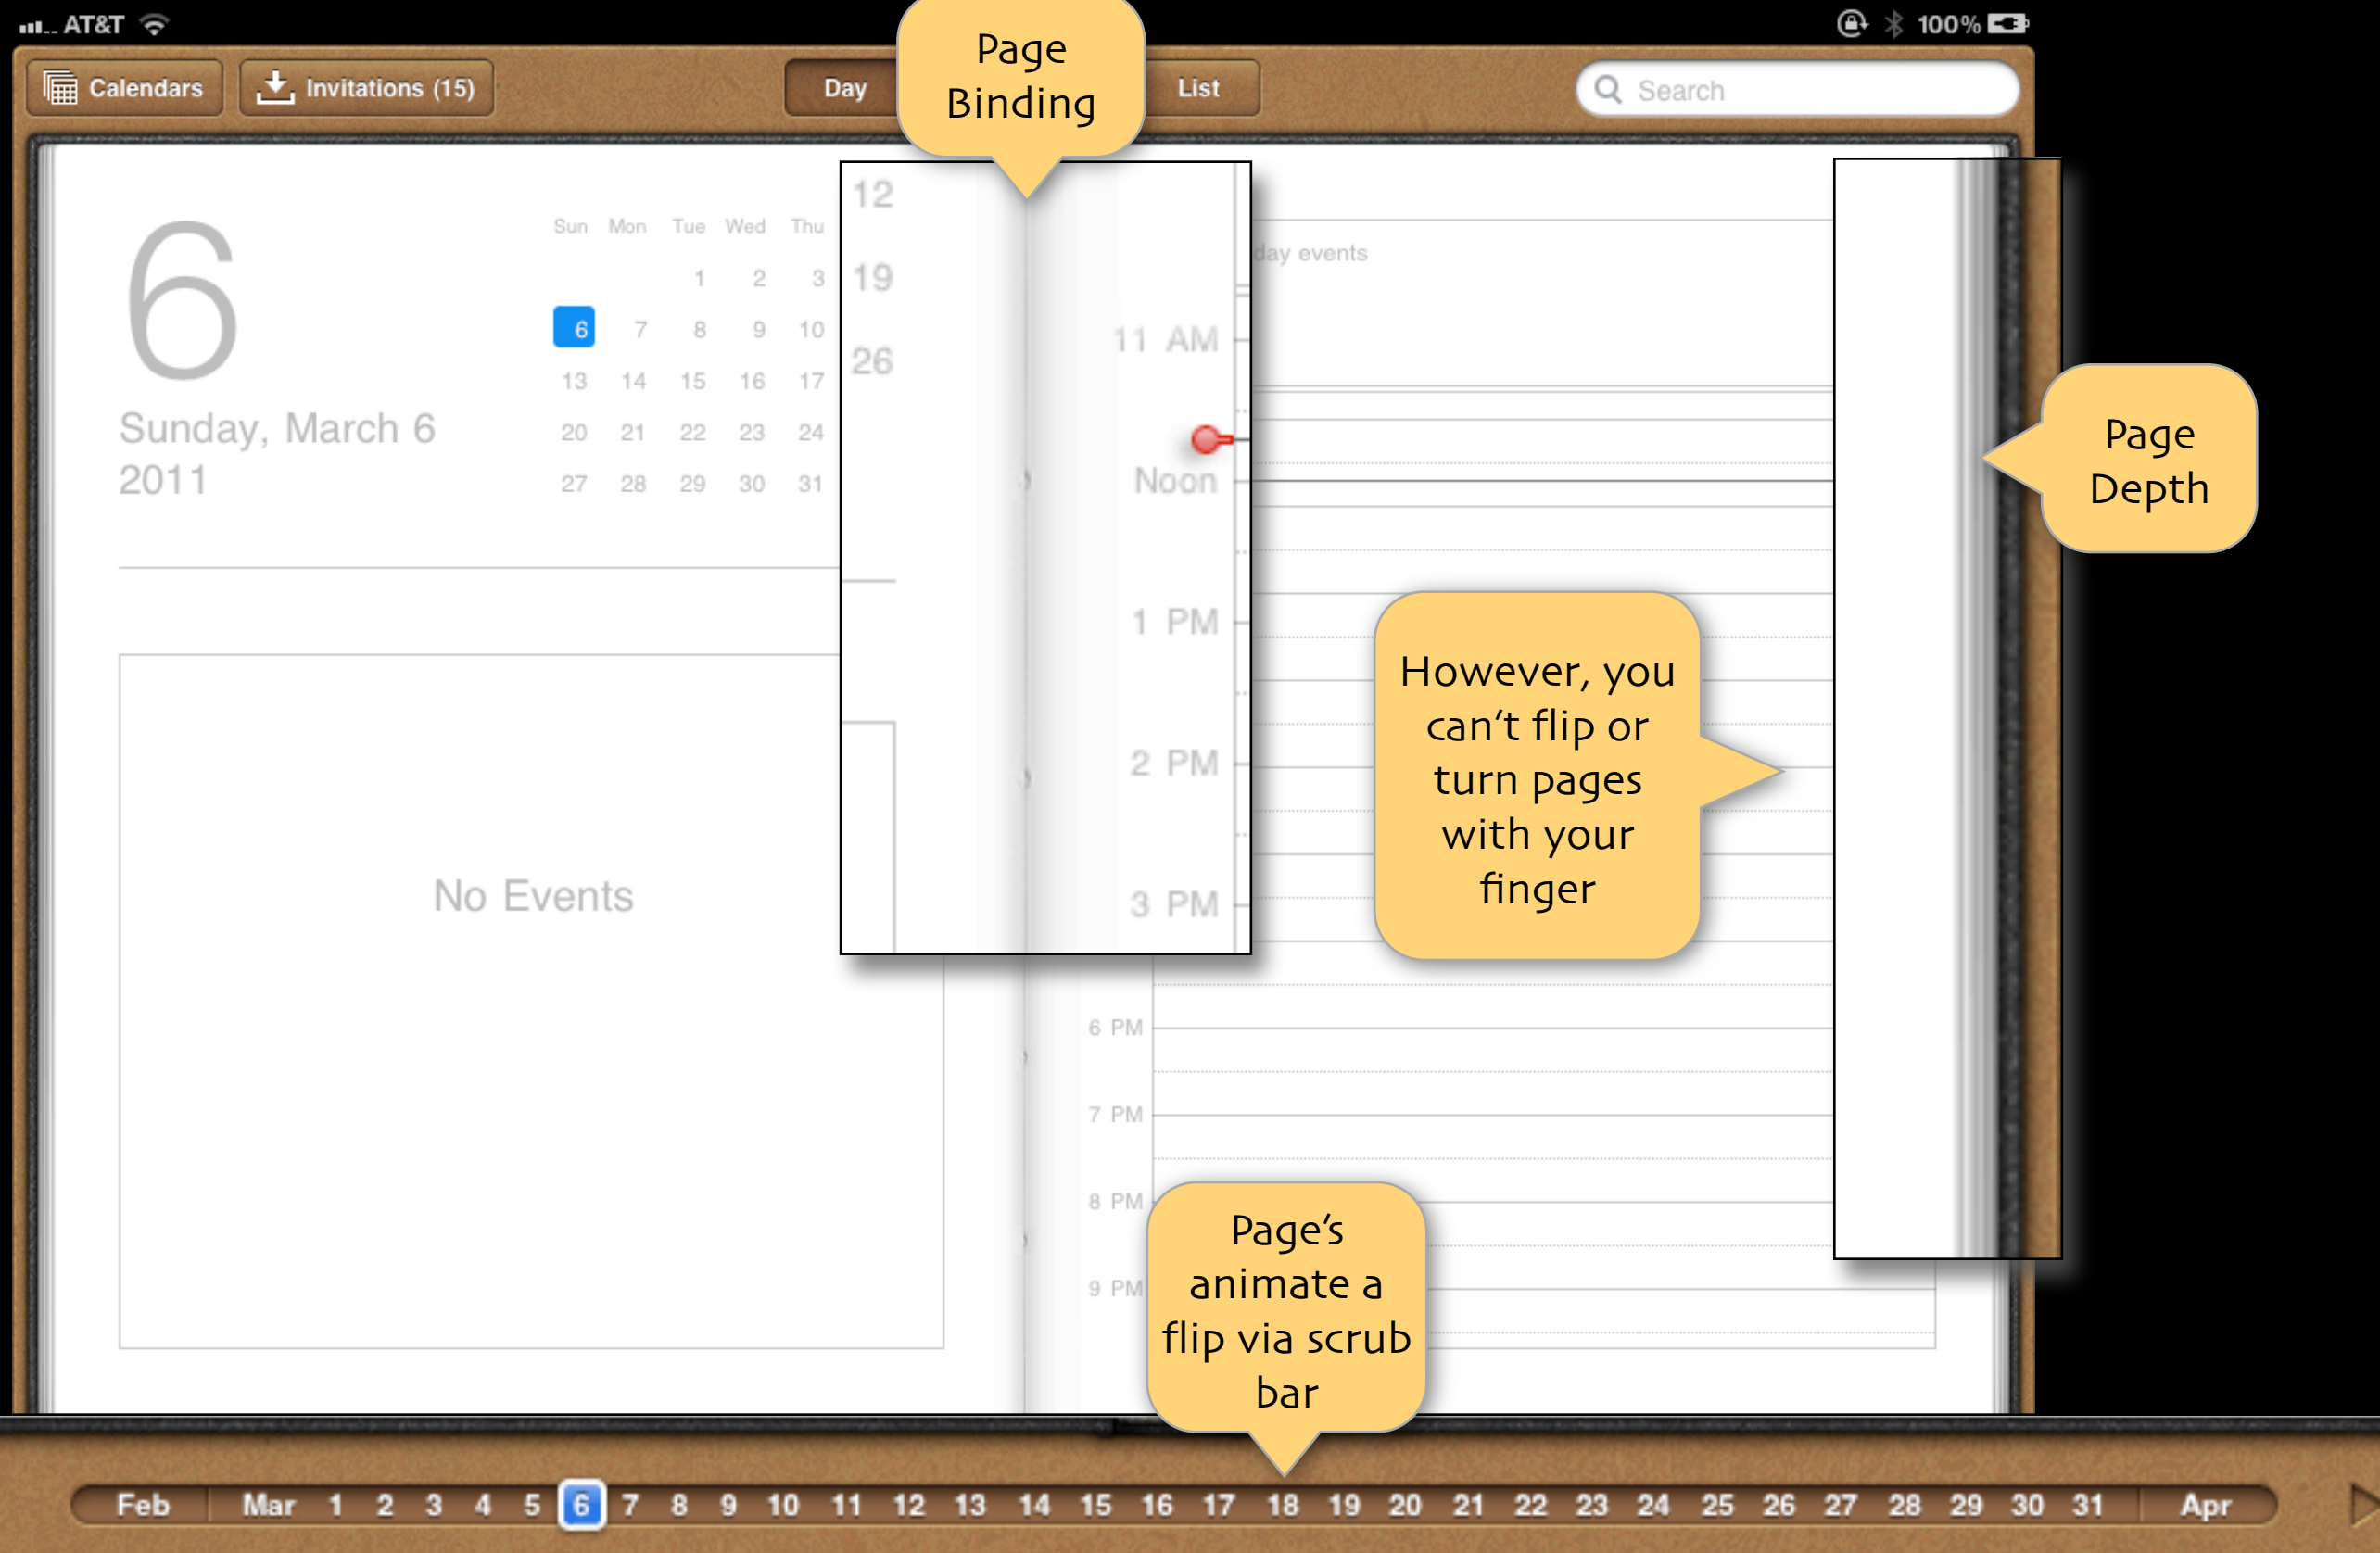 AT&T
100%
Calendars
Invitations (15)
Day
List
Search
Page
Binding
6
Sunday, March 6
2011
Sun Mon Tue Wed Thu
1 2 3
6 7 8 9 10
13 14 15 16 17
20 21 22 23 24
27 28 29 30 31
No Events
12
19
26
11 AM
Noon
1 PM
2 PM
3 PM
day events
Page
Depth
However, you
can't flip or
turn pages
with your
finger
6 PM
7 PM
8 PM
9 PM
Page's
animate a
flip via scrub
bar
Feb Mar 1 2 3 4 5 6 7 8 9 10 11 12 13 14 15 16 17 18 19 20 21 22 23 24 25 26 27 28 29 30 31 Apr